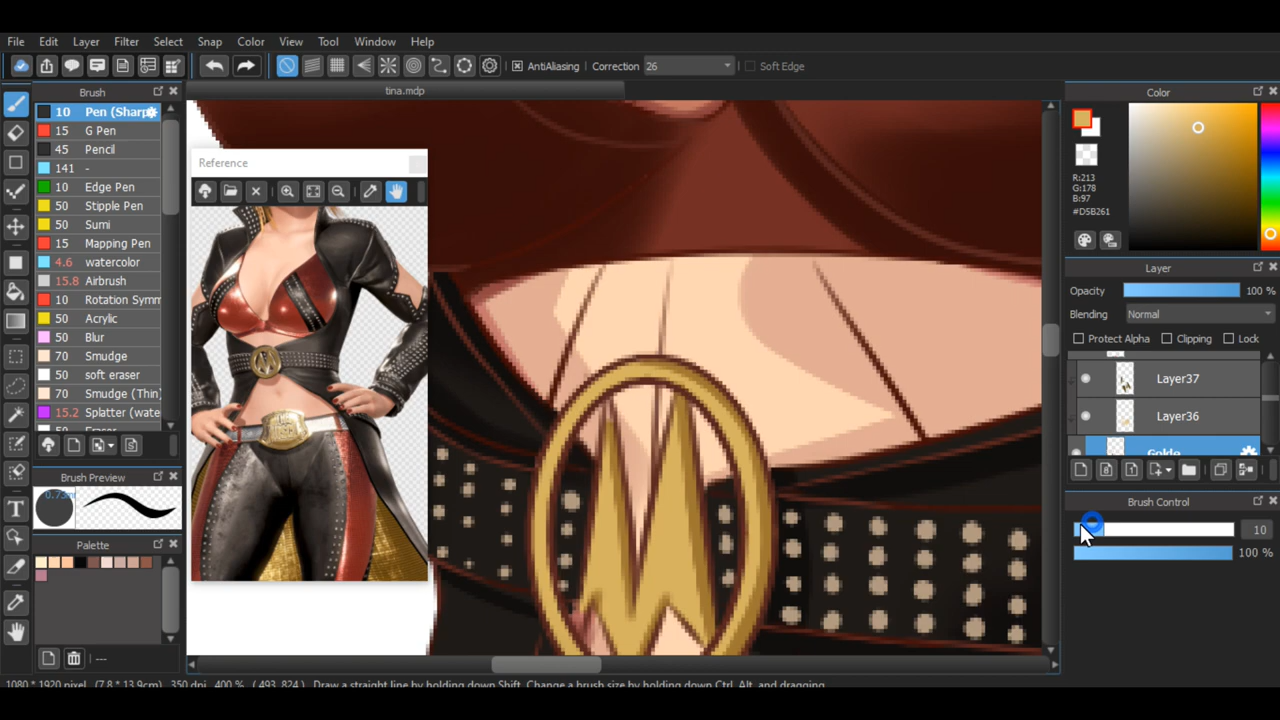 File Edit Layer Filter Select Snap Color View Tool Window Help
AntiAliasing Correction 26 Soft Edge
Brush
tina.mdp
Color
10 Pen (Sharp
15 G Pen
45 Pencil
141 -
10 Edge Pen
50 Stipple Pen
50 Sumi
15 Mapping Pen
4.6 watercolor
15.8 Airbrush
10 Rotation Symm
50 Acrylic
50 Blur
70 Smudge
50 soft eraser
70 Smudge (Thin)
15.2 Splatter (wate
50 Eraser
Brush Preview
0.73m
Palette
---
Reference
R:213
G:178
B:97
#D5B261
Layer
Opacity 100 %
Blending Normal
Protect Alpha Clipping Lock
Layer37
Layer36
Golde
Brush Control
10
100 %
1080 * 1920 pixel (7.8 * 13.9cm) 350 dpi 400 % ( 493, 824 ) Draw a straight line by holding down Shift, Change a brush size by holding down Ctrl, Alt, and dragging